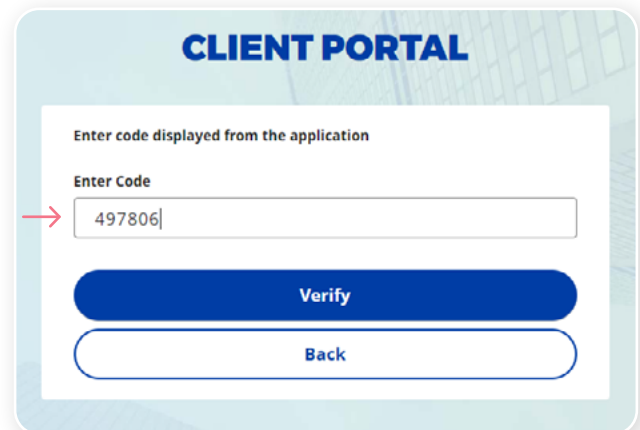 CLIENT PORTAL
Enter code displayed from the application
Enter Code
497806
Verify
Back